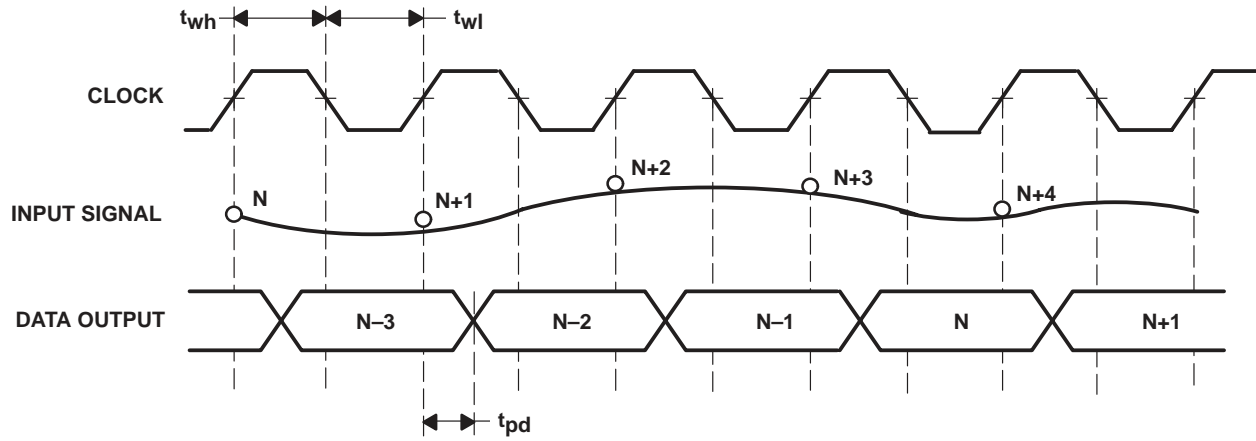 twh
twl
CLOCK
INPUT SIGNAL
N
N+1
N+2
N+3
N+4
DATA OUTPUT
N–3
N–2
N–1
N
N+1
tpd